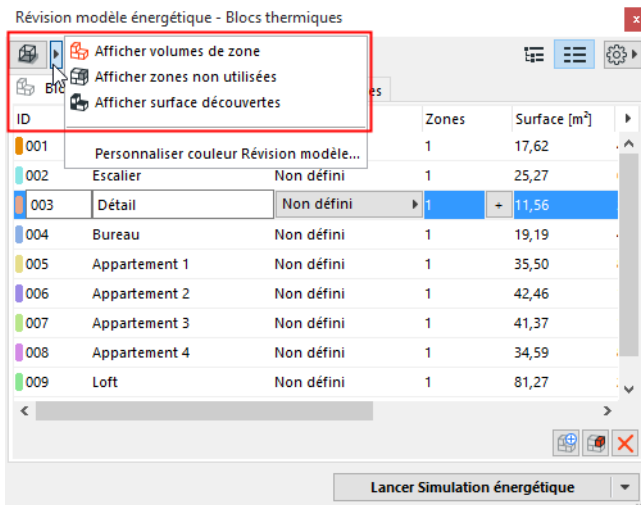 Révision modèle énergétique - Blocs thermiques
x
Afficher volumes de zone
Afficher zones non utilisées
Afficher surface découvertes
Personnaliser couleur Révision modèle...
ID Zones Surface [m²]
001 1 17,62
002 Escalier Non défini 1 25,27
003 Détail Non défini 1 + 11,56
004 Bureau Non défini 1 19,19
005 Appartement 1 Non défini 1 35,50
006 Appartement 2 Non défini 1 42,46
007 Appartement 3 Non défini 1 41,37
008 Appartement 4 Non défini 1 34,59
009 Loft Non défini 1 81,27
Lancer Simulation énergétique